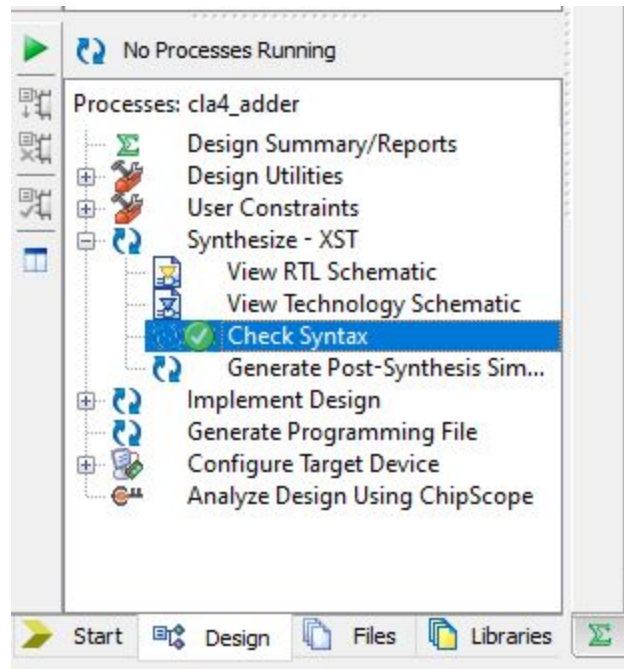 No Processes Running
Processes: cla4_adder
Design Summary/Reports
Design Utilities
User Constraints
Synthesize - XST
View RTL Schematic
View Technology Schematic
Check Syntax
Generate Post-Synthesis Sim...
Implement Design
Generate Programming File
Configure Target Device
Analyze Design Using ChipScope
Start Design Files Libraries